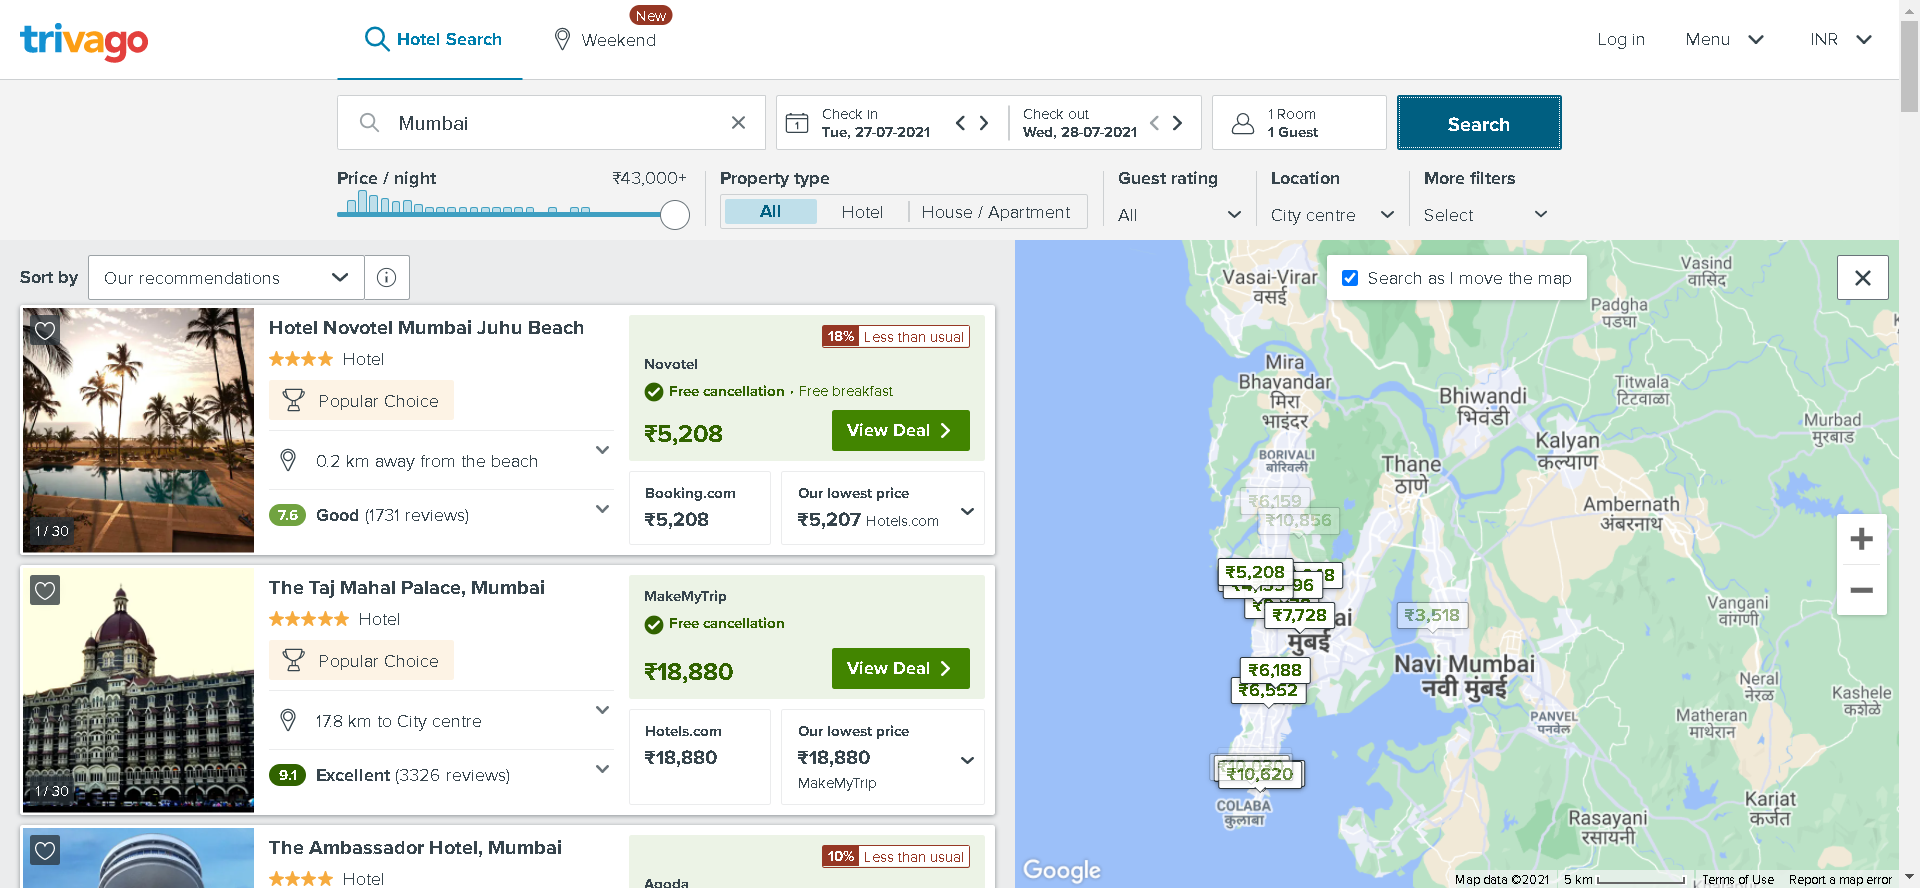 trivago
Hotel Search
Weekend
New
Log in
Menu
INR
Mumbai
1
Check in
Tue, 27-07-2021
Check out
Wed, 28-07-2021
1 Room
1 Guest
Search
Price / night
₹43,000+
Property type
All
Hotel
House / Apartment
Guest rating
All
Location
City centre
More filters
Select
Sort by
Our recommendations
Hotel Novotel Mumbai Juhu Beach
Hotel
Popular Choice
0.2 km away from the beach
7.6 Good (1731 reviews)
1 / 30
18% Less than usual
Novotel
Free cancellation · Free breakfast
₹5,208
View Deal
Booking.com
₹5,208
Our lowest price
₹5,207 Hotels.com
The Taj Mahal Palace, Mumbai
Hotel
Popular Choice
17.8 km to City centre
9.1 Excellent (3326 reviews)
1 / 30
MakeMyTrip
Free cancellation
₹18,880
View Deal
Hotels.com
₹18,880
Our lowest price
₹18,880
MakeMyTrip
The Ambassador Hotel, Mumbai
Hotel
10% Less than usual
Agoda
Search as I move the map
Vasai-Virar
वसई
Vasind
वासिंद
Padgha
पडघा
Mira
Bhayandar
मिरा
भाइंदर
Bhiwandi
भिवंडी
Titwala
टिटवाळा
Murbad
मुरबाड
Kalyan
कल्याण
BORIVALI
बोरिवली
Thane
ठाणे
Ambernath
अंबरनाथ
₹6,159
₹10,856
₹5,208
₹7,728
मुंबई
₹3,518
Vangani
वांगणी
Navi Mumbai
नवी मुंबई
₹6,188
₹6,552
Neral
नेरळ
Kashele
कशेळे
Matheran
माथेरान
PANVEL
पनवेल
₹10,620
COLABA
कुलाबा
Kariat
कर्जत
Rasayani
रसायनी
Google
Map data ©2021
5 km
Terms of Use
Report a map error